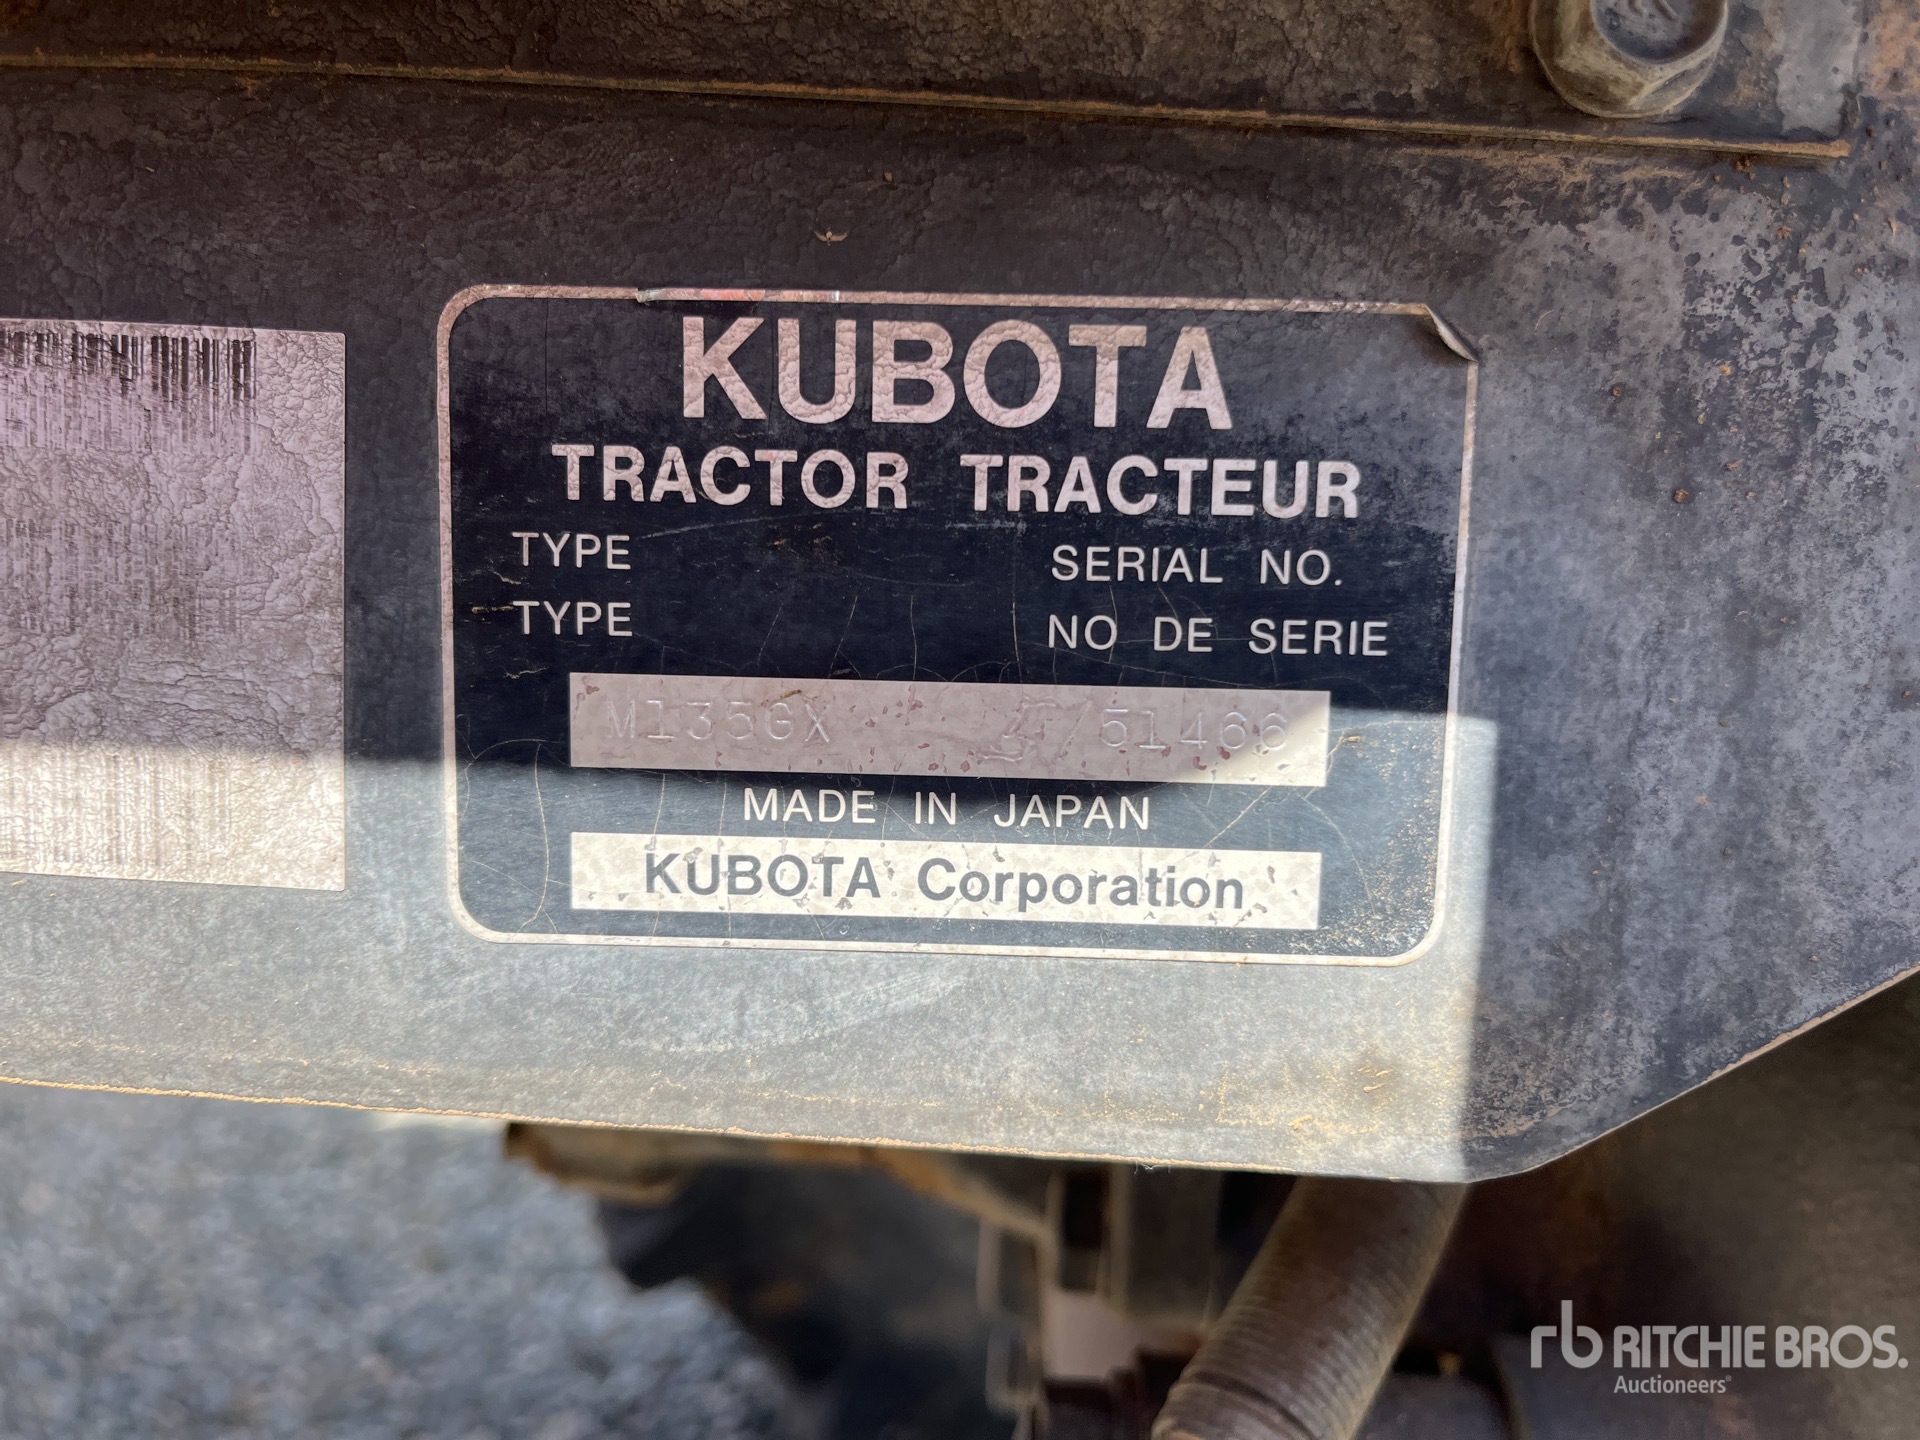 KUBOTA
TRACTOR TRACTEUR
TYPE SERIAL NO.
TYPE NO DE SERIE
M135GX 51466
MADE IN JAPAN
KUBOTA Corporation
rb RITCHIE BROS.
Auctioneers